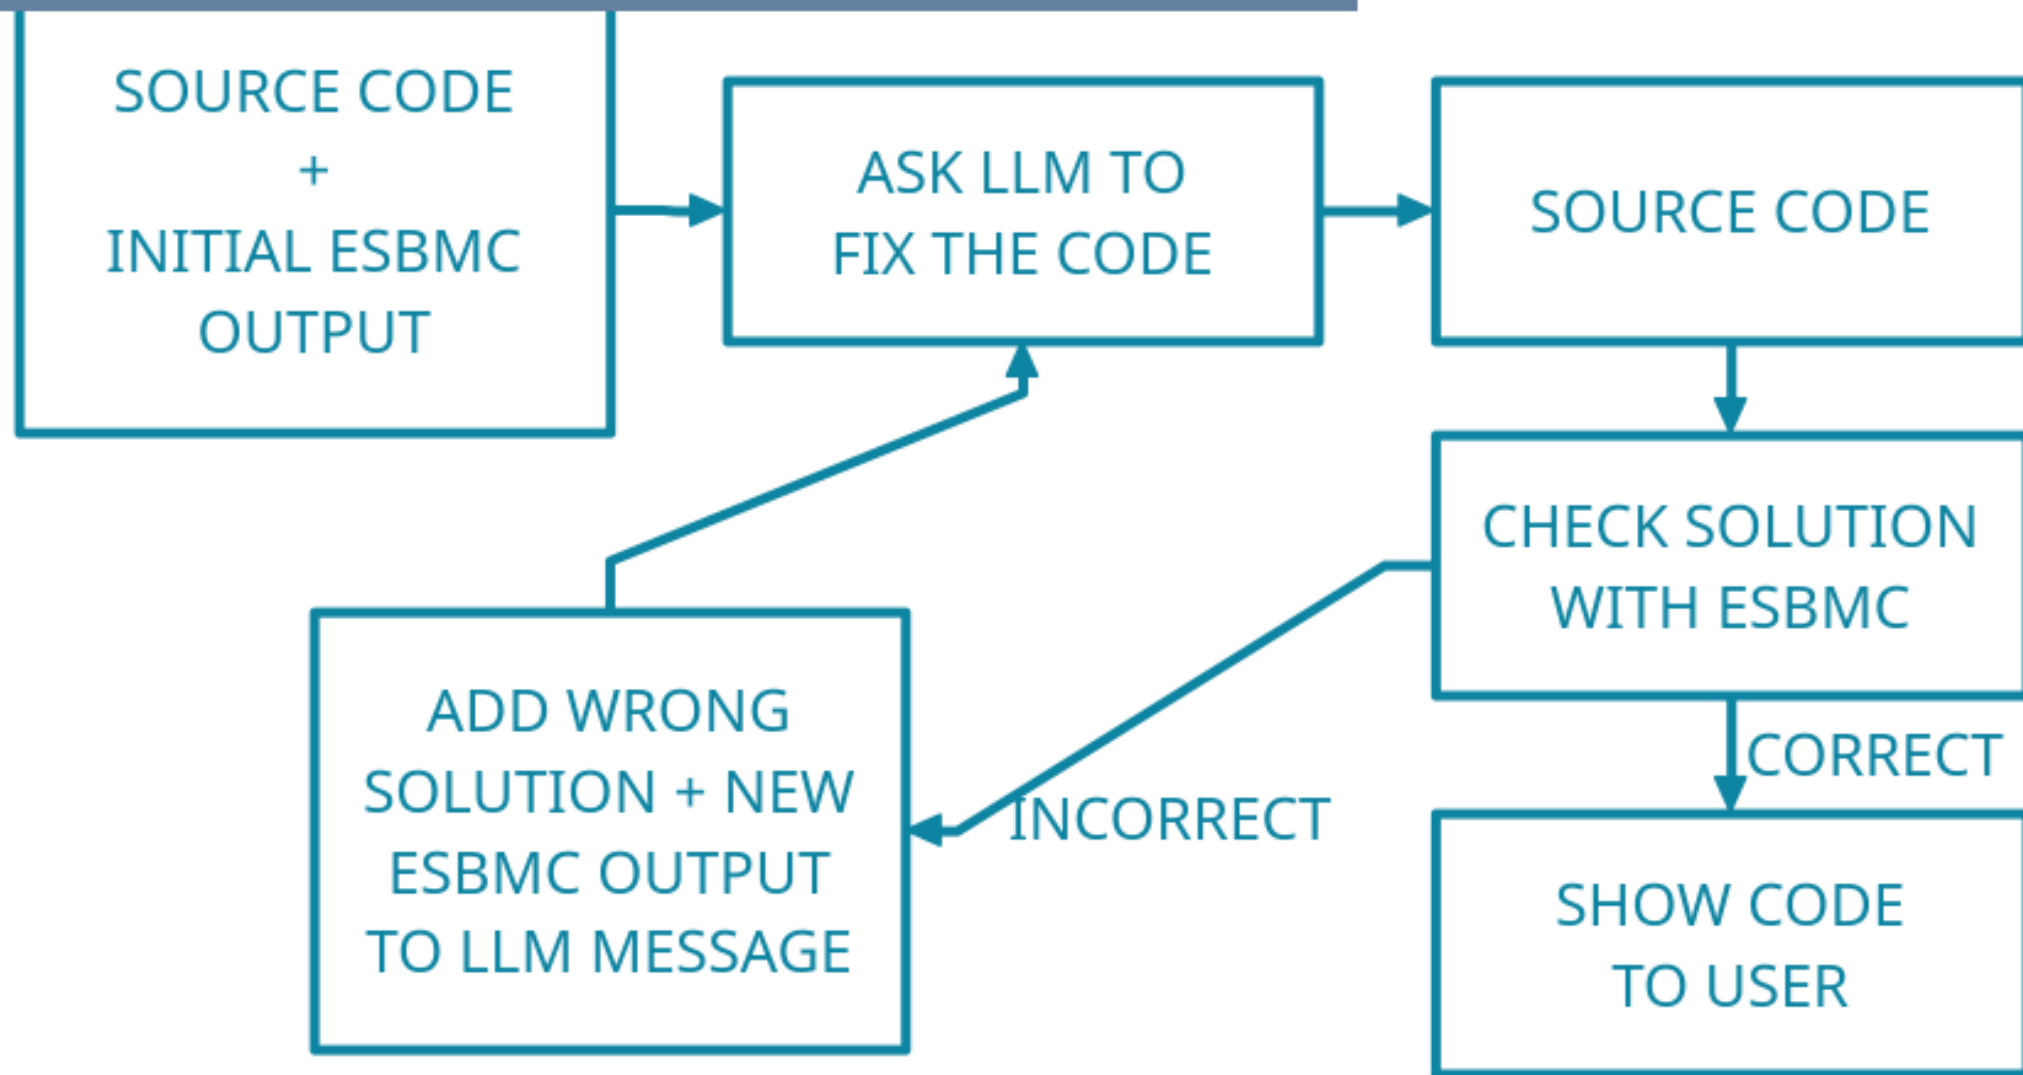 SOURCE CODE
+
INITIAL ESBMC
OUTPUT
ASK LLM TO
FIX THE CODE
SOURCE CODE
CHECK SOLUTION
WITH ESBMC
CORRECT
INCORRECT
ADD WRONG
SOLUTION + NEW
ESBMC OUTPUT
TO LLM MESSAGE
SHOW CODE
TO USER